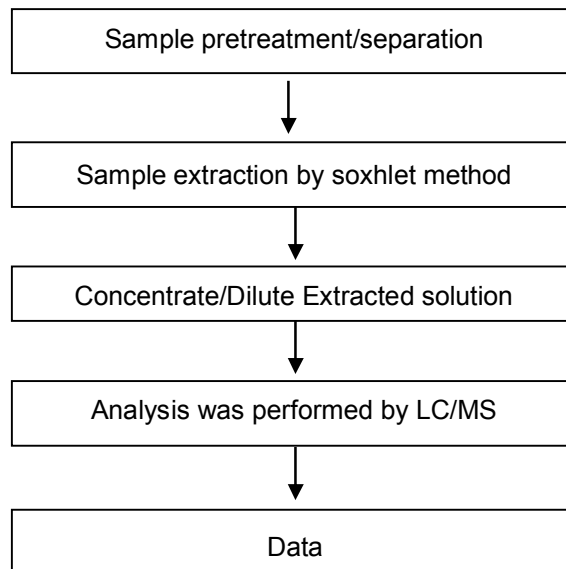 Sample pretreatment/separation
Sample extraction by soxhlet method
Concentrate/Dilute Extracted solution
Analysis was performed by LC/MS
Data